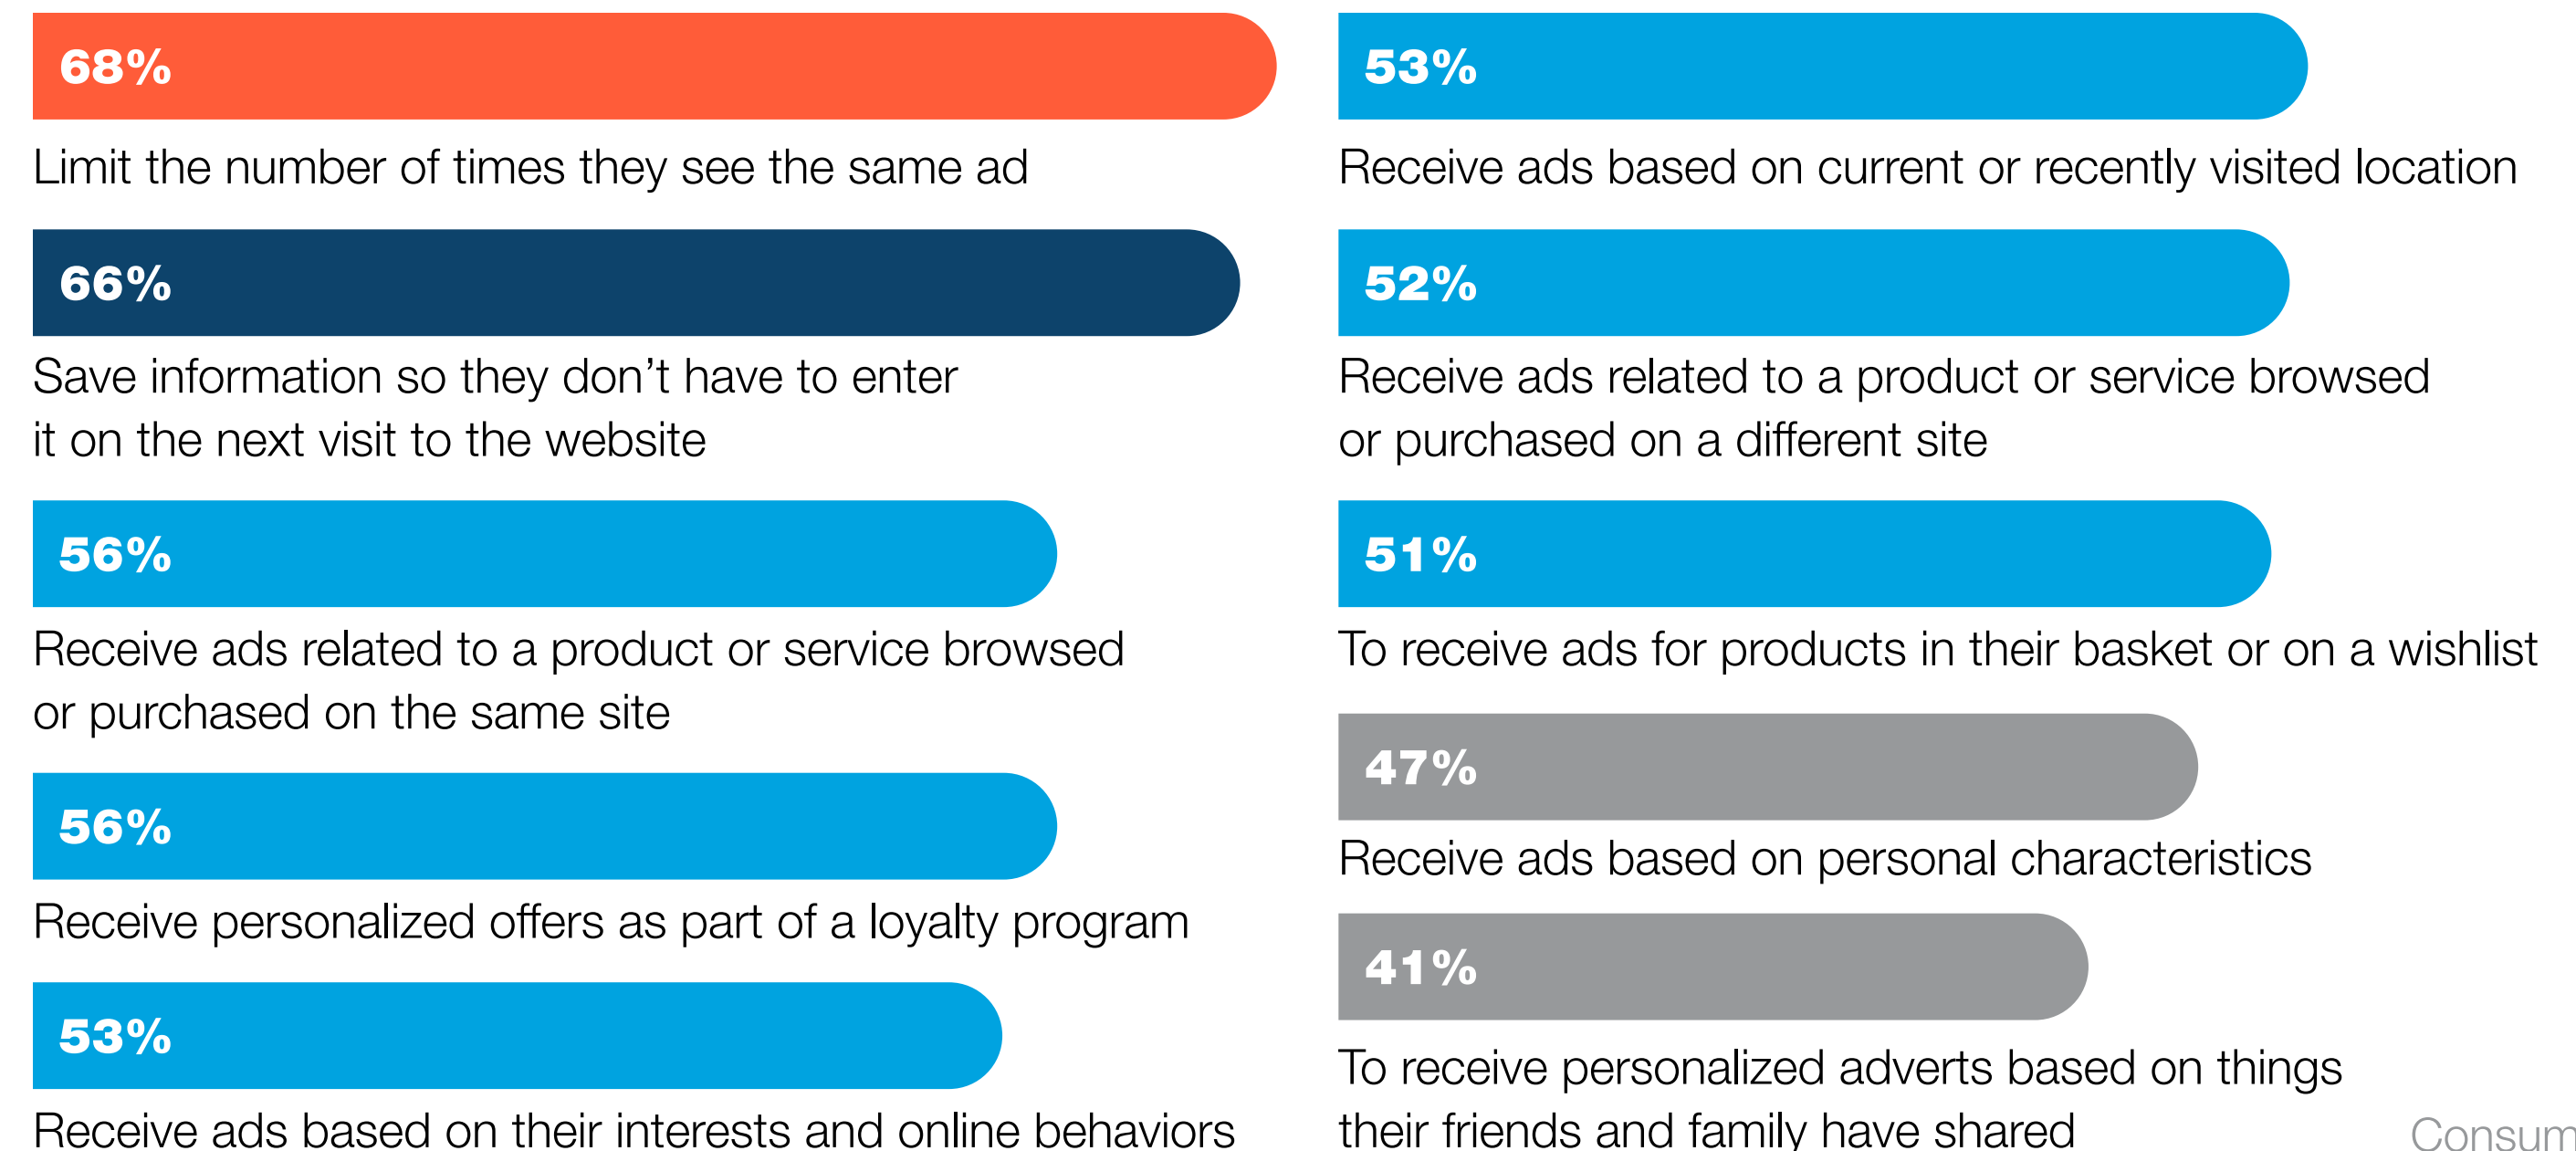 68%
Limit the number of times they see the same ad
66%
Save information so they don’t have to enter
it on the next visit to the website
56%
Receive ads related to a product or service browsed
or purchased on the same site
56%
Receive personalized offers as part of a loyalty program
53%
Receive ads based on their interests and online behaviors
53%
Receive ads based on current or recently visited location
52%
Receive ads related to a product or service browsed
or purchased on a different site
51%
To receive ads for products in their basket or on a wishlist
47%
Receive ads based on personal characteristics
41%
To receive personalized adverts based on things
their friends and family have shared